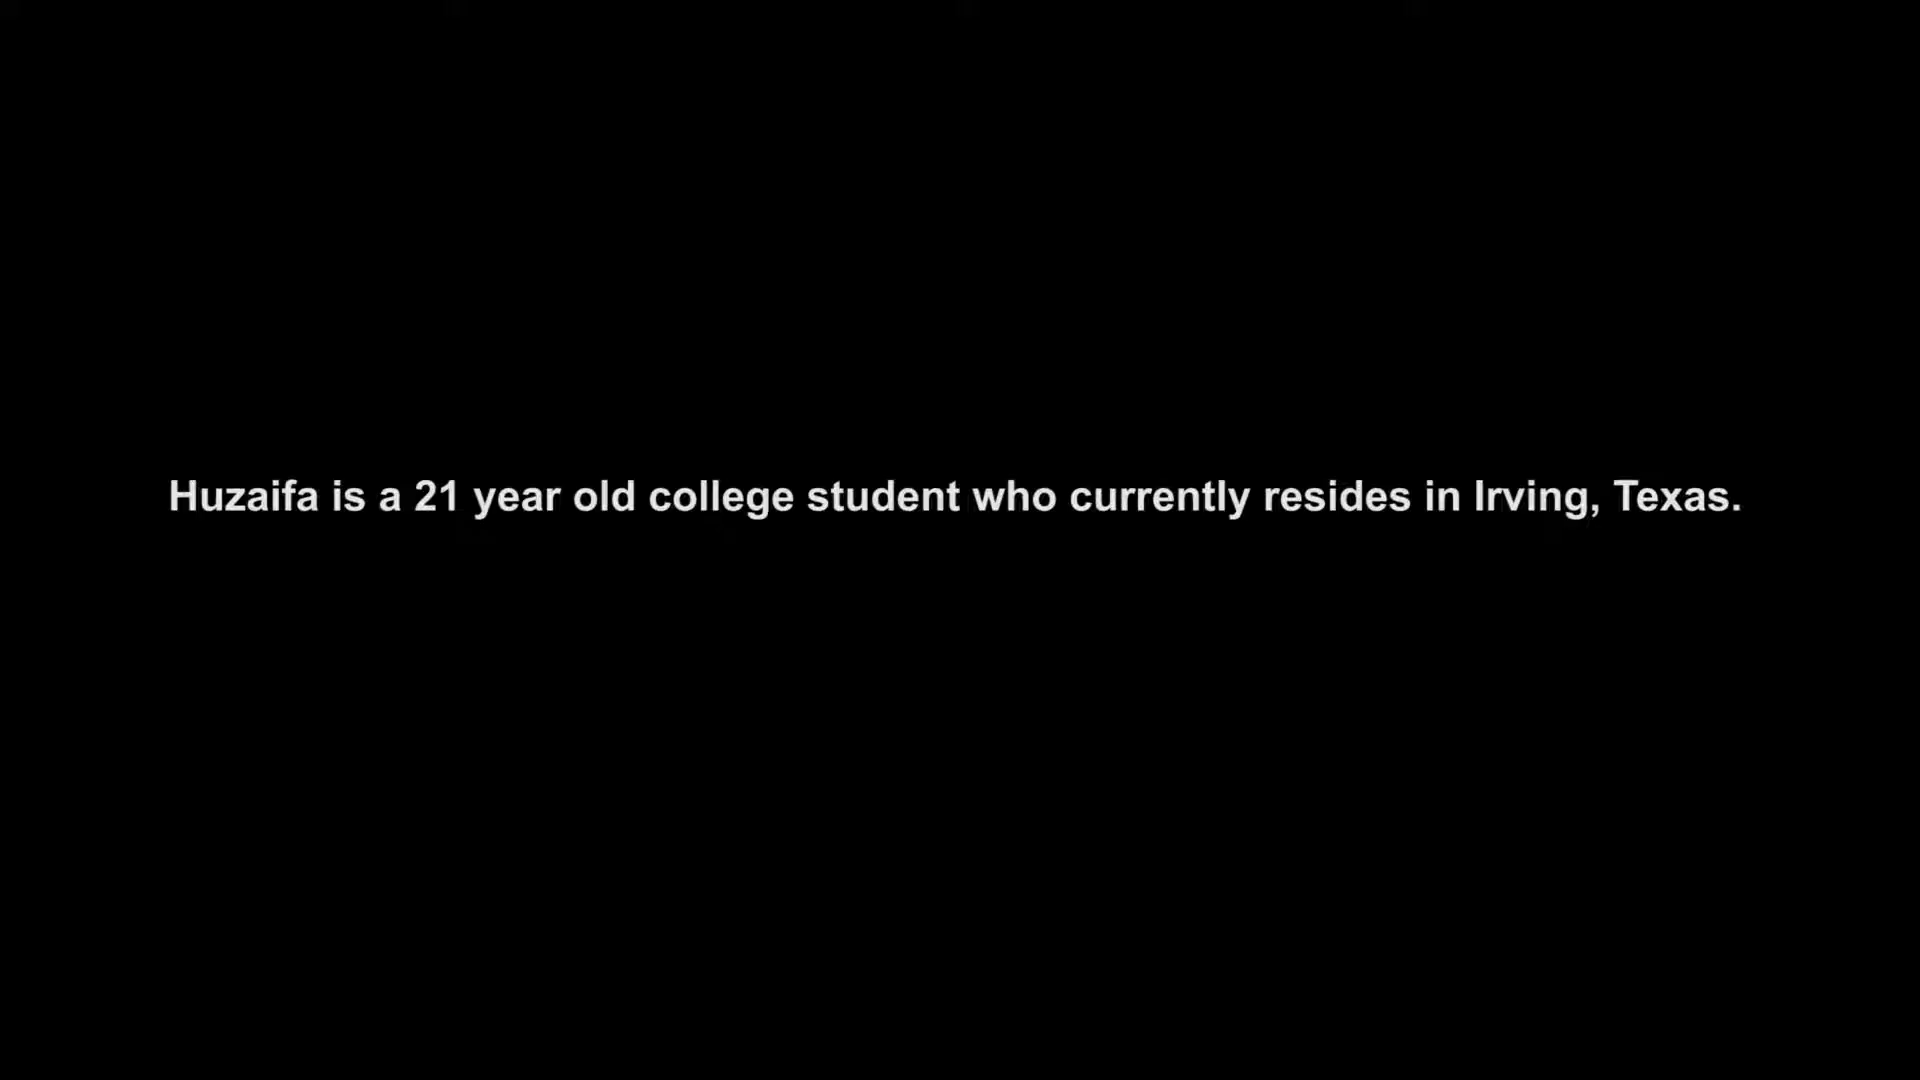 Huzaifa is a 21 year old college student who currently resides in Irving, Texas.